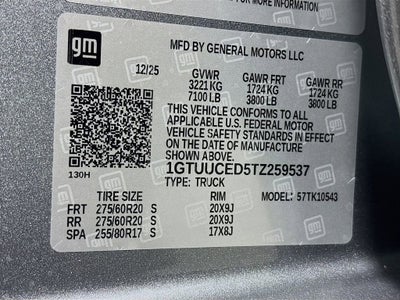 gm
MFD BY GENERAL MOTORS LLC
12/25 GVWR GAWR FRT GAWR RR
3221 KG 1724 KG 1724 KG
7100 LB 3800 LB 3800 LB
THIS VEHICLE CONFORMS TO ALL
APPLICABLE U.S. FEDERAL MOTOR
VEHICLE SAFETY STANDARDS IN EFFECT
ON THE DATE OF MANUFACTURE
SHOWN ABOVE.
130H 1GTUUCED5TZ259537
TYPE: TRUCK MODEL: 57TK10543
TIRE SIZE RIM
FRT 275/60R20 S 20X9J
RR 275/60R20 S 20X9J
SPA 255/80R17 S 17X8J